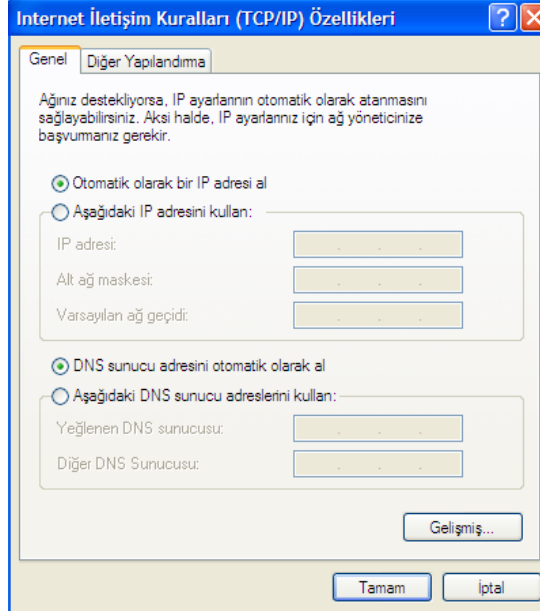 Internet İletişim Kuralları (TCP/IP) Özellikleri
Genel
Diğer Yapılandıma
Ağınız destekliyorsa, IP ayarlarının otomatik olarak atanmasını
sağlayabilirsiniz. Aksi halde, IP ayarlarınız için ağ yöneticinize
başvurmanız gerekir.
Otomatik olarak bir IP adresi al
Aşağıdaki IP adresini kullan:
IP adresi:
Alt ağ maskesi:
Varsayılan ağ geçidi:
DNS sunucu adresini otomatik olarak al
Aşağıdaki DNS sunucu adreslerini kullan:
Yeğlenen DNS sunucusu:
Diğer DNS Sunucusu:
Gelişmiş...
Tamam
İptal